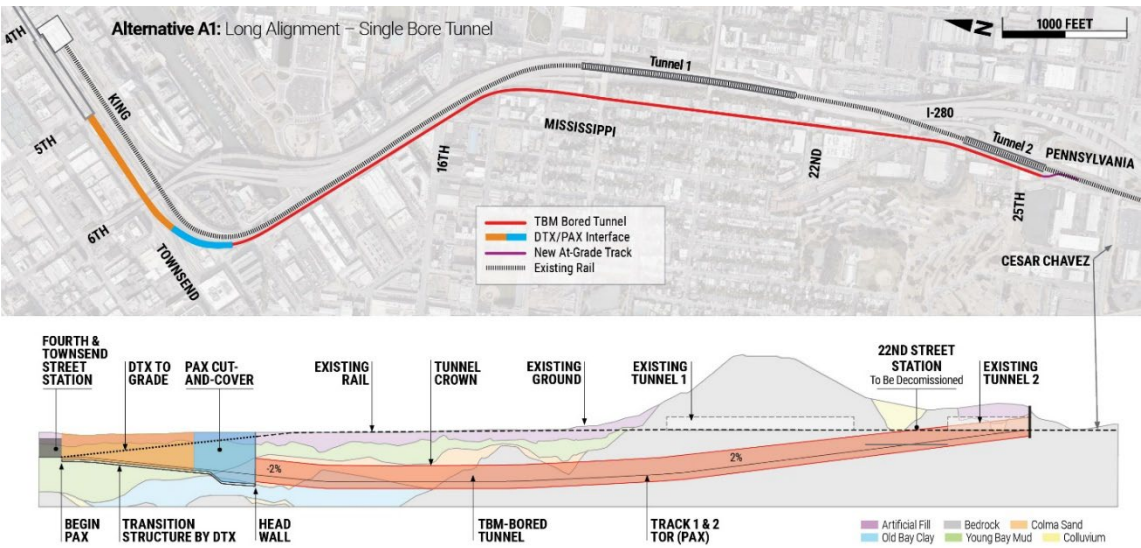 Alternative A1: Long Alignment – Single Bore Tunnel
N
1000 FEET
4TH
KING
5TH
6TH
TOWNSEND
16TH
MISSISSIPPI
Tunnel 1
22ND
I-280
Tunnel 2
PENNSYLVANIA
25TH
CESAR CHAVEZ
TBM Bored Tunnel
DTX/PAX Interface
New At-Grade Track
Existing Rail
FOURTH &
TOWNSEND
STREET
STATION
DTX TO
GRADE
PAX CUT-
AND-COVER
EXISTING
RAIL
TUNNEL
CROWN
EXISTING
GROUND
EXISTING
TUNNEL 1
22ND STREET
STATION
To Be Decomissioned
EXISTING
TUNNEL 2
-2%
2%
BEGIN
PAX
TRANSITION
STRUCTURE BY DTX
HEAD
WALL
TBM-BORED
TUNNEL
TRACK 1 & 2
TOR (PAX)
Artificial Fill
Bedrock
Colma Sand
Old Bay Clay
Young Bay Mud
Colluvium